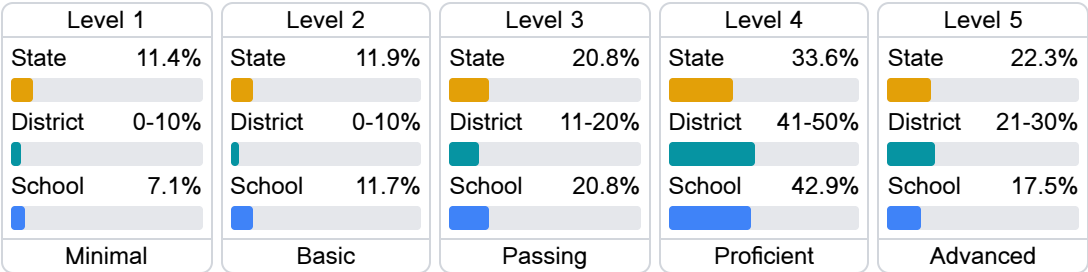 Level 1
State 11.4%
District 0-10%
School 7.1%
Minimal
Level 2
State 11.9%
District 0-10%
School 11.7%
Basic
Level 3
State 20.8%
District 11-20%
School 20.8%
Passing
Level 4
State 33.6%
District 41-50%
School 42.9%
Proficient
Level 5
State 22.3%
District 21-30%
School 17.5%
Advanced